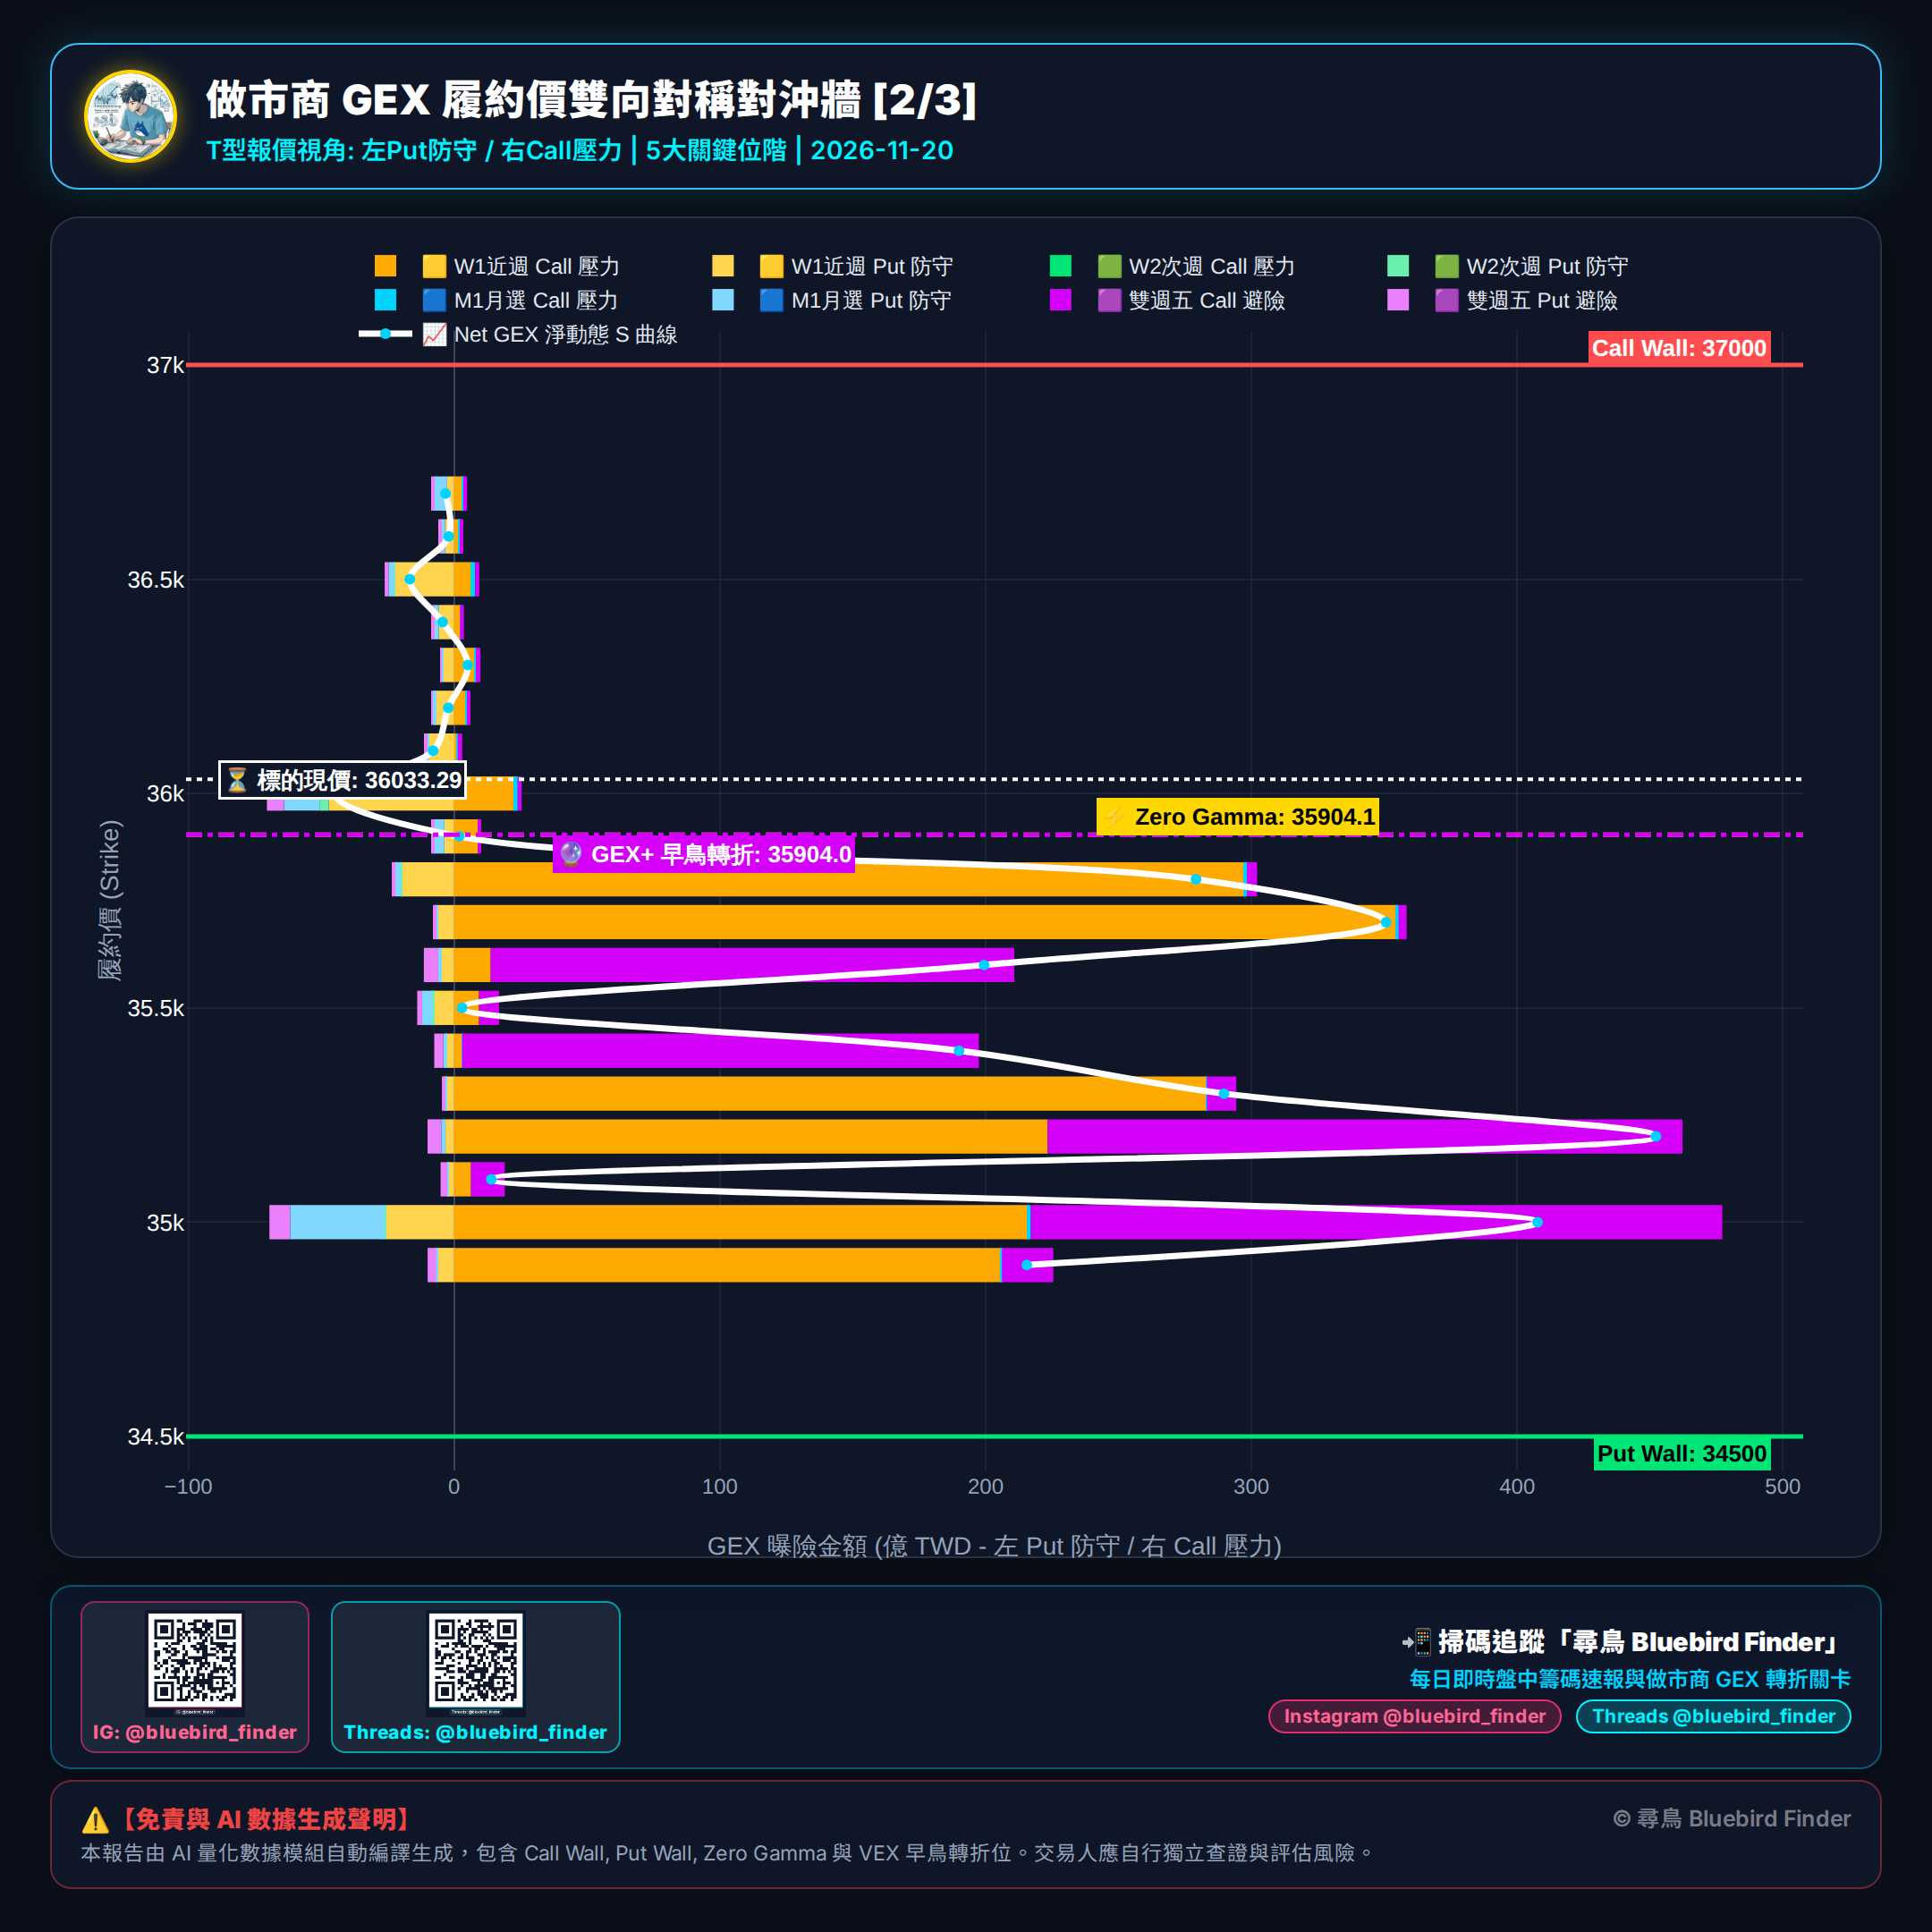 做市商 GEX 履約價雙向對稱對沖牆 [2/3]
T型報價視角: 左Put防守 / 右Call壓力 | 5大關鍵位階 | 2026-11-20
W1近週 Call 壓力
W1近週 Put 防守
W2次週 Call 壓力
W2次週 Put 防守
M1月選 Call 壓力
M1月選 Put 防守
雙週五 Call 避險
雙週五 Put 避險
Net GEX 淨動態 S 曲線
Call Wall: 37000
37k
36.5k
標的現價: 36033.29
36k
Zero Gamma: 35904.1
GEX+ 早鳥轉折: 35904.0
履約價 (Strike)
35.5k
35k
34.5k
Put Wall: 34500
−100
0
100
200
300
400
500
GEX 曝險金額 (億 TWD - 左 Put 防守 / 右 Call 壓力)
IG: @bluebird_finder
Threads: @bluebird_finder
IG: @bluebird_finder
Threads: @bluebird_finder
掃碼追蹤「尋鳥 Bluebird Finder」
每日即時盤中籌碼速報與做市商 GEX 轉折關卡
Instagram @bluebird_finder
Threads @bluebird_finder
【免責與 AI 數據生成聲明】
© 尋鳥 Bluebird Finder
本報告由 AI 量化數據模組自動編譯生成，包含 Call Wall, Put Wall, Zero Gamma 與 VEX 早鳥轉折位。交易人應自行獨立查證與評估風險。